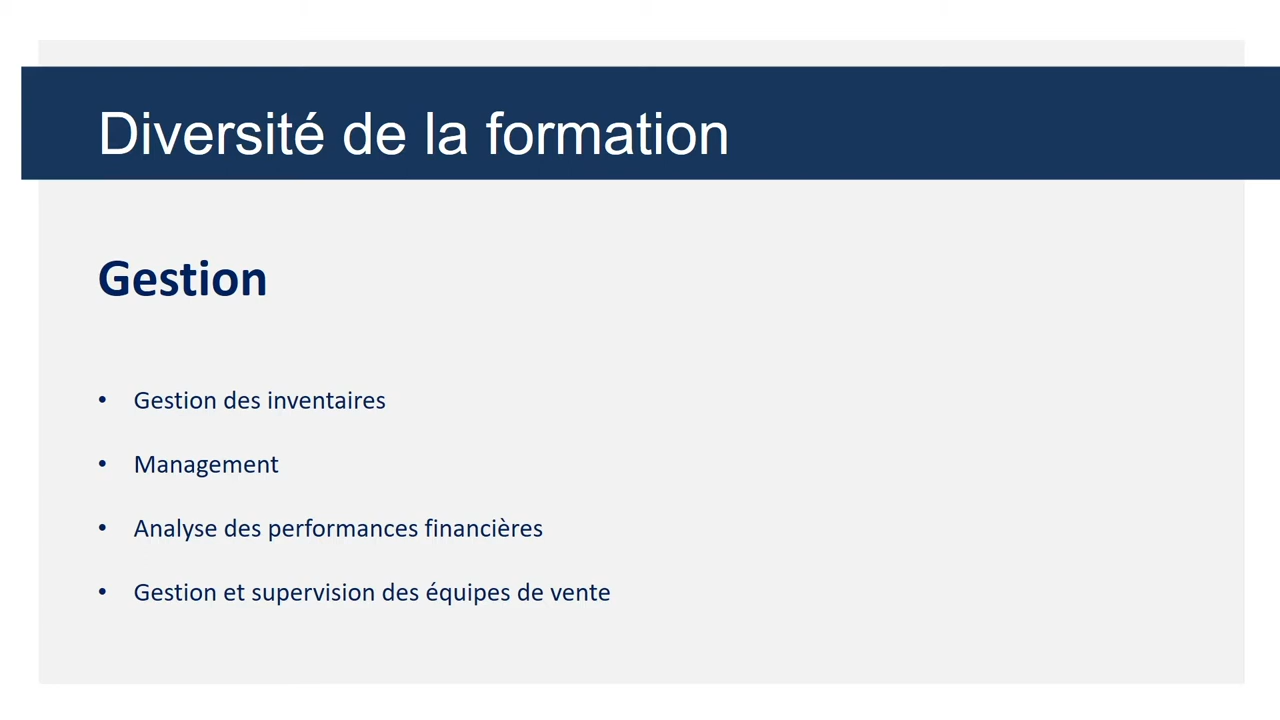 Diversité de la formation
Gestion
• Gestion des inventaires
• Management
• Analyse des performances financières
• Gestion et supervision des équipes de vente